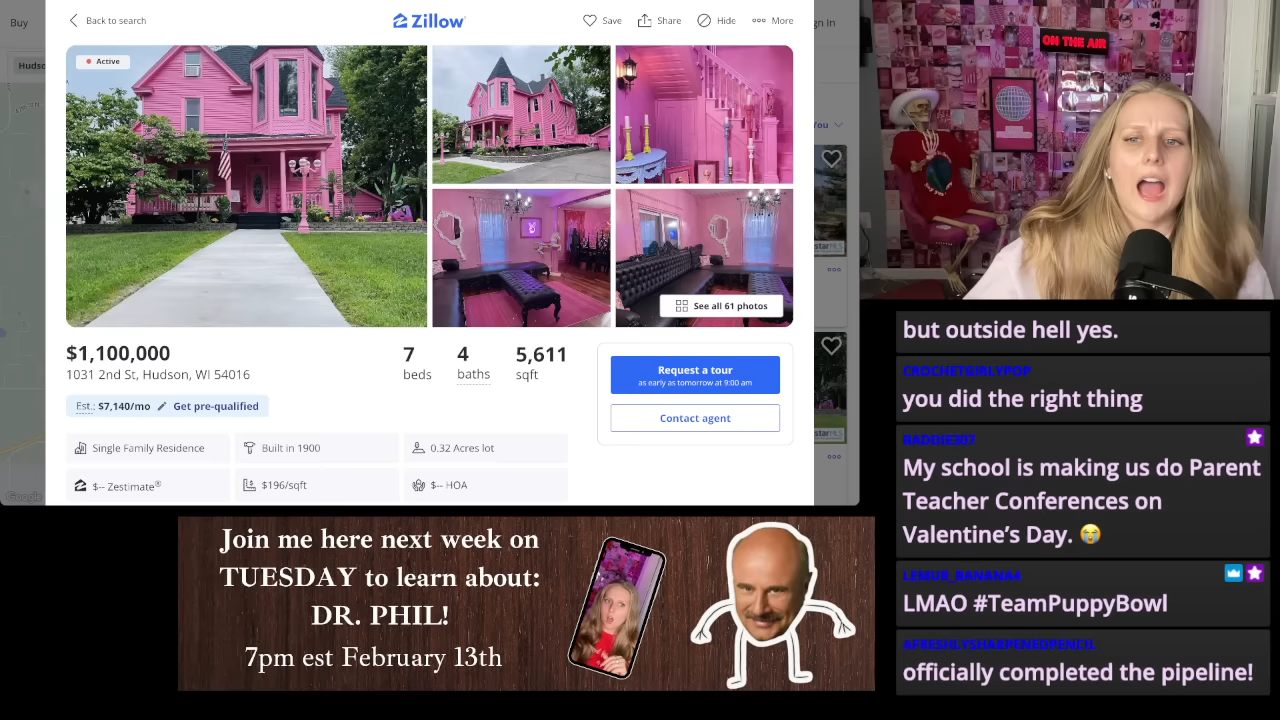 Buy
Back to search
Zillow
Save
Share
Hide
More
gn In
Hudso
Active
ON THE AIR
You
See all 61 photos
$1,100,000
1031 2nd St, Hudson, WI 54016
7 beds
4 baths
5,611 sqft
Request a tour
as early as tomorrow at 9:00 am
Contact agent
Est.: $7,140/mo
Get pre-qualified
Single Family Residence
Built in 1900
0.32 Acres lot
$-- Zestimate®
$196/sqft
$-- HOA
Google
Join me here next week on
TUESDAY to learn about:
DR. PHIL!
7pm est February 13th
but outside hell yes.
CROCHETGIRLYPOP
you did the right thing
BADDIE307
My school is making us do Parent
Teacher Conferences on
Valentine's Day. 😭
LEMUR_BANANA4
LMAO #TeamPuppyBowl
AFRESHLYSHARPENEDPENCIL
officially completed the pipeline!